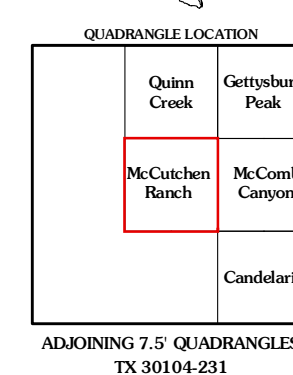 QUADRANGLE LOCATION
Quinn
Creek
Gettysbur
Peak
McCutchen
Ranch
McComb
Canyon
Candelari
ADJOINING 7.5' QUADRANGLES
TX 30104-231